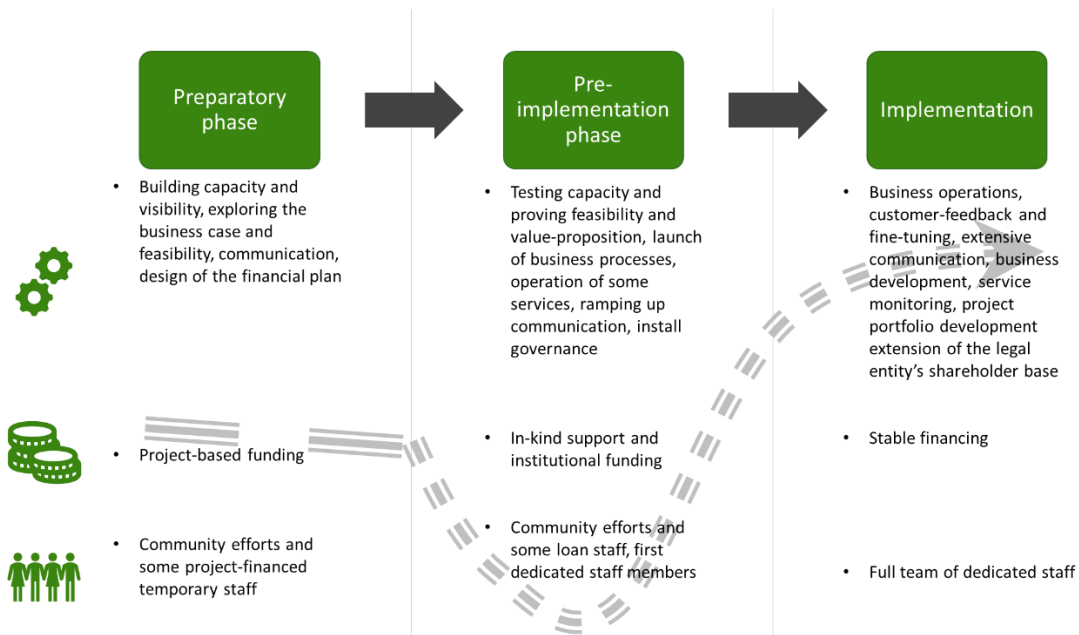 Preparatory
phase
Pre-
implementation
phase
Implementation
• Building capacity and
visibility, exploring the
business case and
feasibility, communication,
design of the financial plan
• Testing capacity and
proving feasibility and
value-proposition, launch
of business processes,
operation of some
services, ramping up
communication, install
governance
• Business operations,
customer-feedback and
fine-tuning, extensive
communication, business
development, service
monitoring, project
portfolio development
extension of the legal
entity's shareholder base
• Project-based funding
• In-kind support and
institutional funding
• Stable financing
• Community efforts and
some project-financed
temporary staff
• Community efforts and
some loan staff, first
dedicated staff members
• Full team of dedicated staff